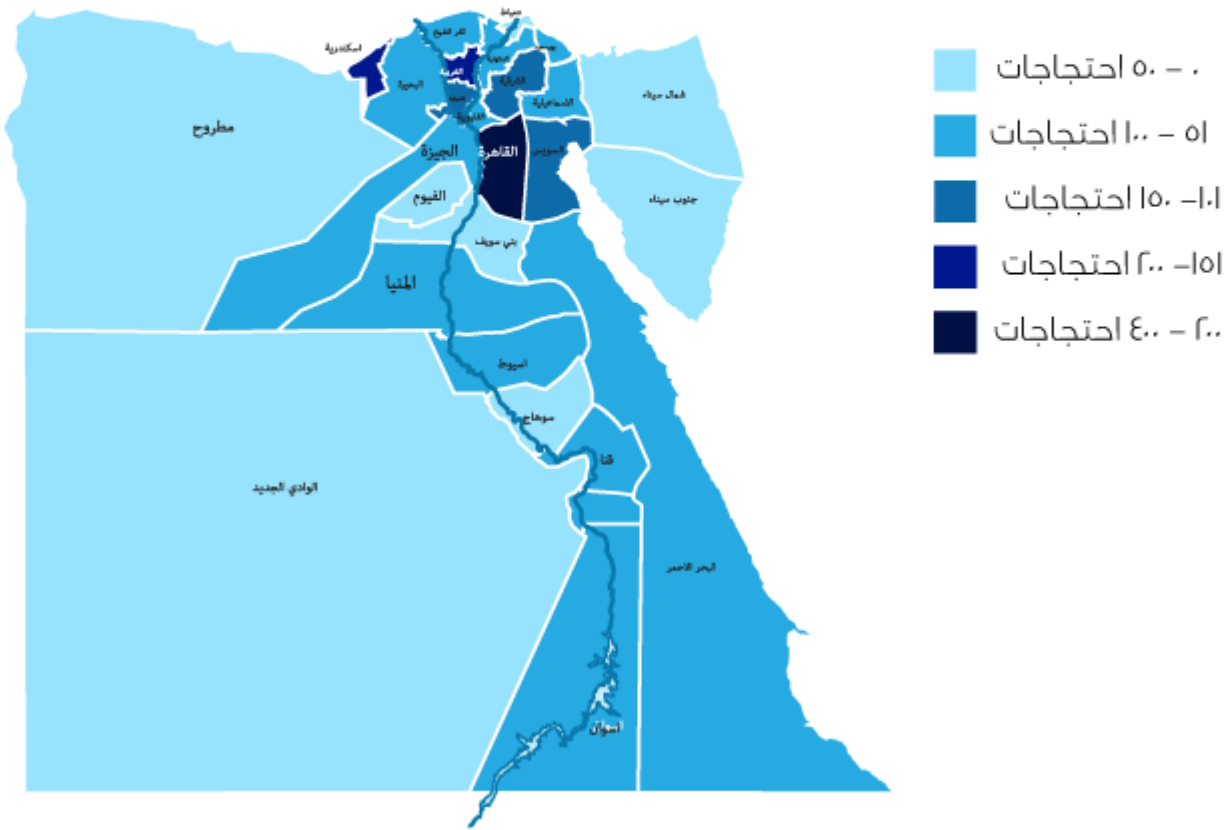 دمياط
كفر الشيخ
اسكندرية
الدقهلية
البحيرة
الغربية
الشرقية
شمال سيناء
الاسماعيلية
مطروح
القليوبية
القاهرة
السويس
الجيزة
الفيوم
جنوب سيناء
بني سويف
المنيا
اسيوط
سوهاج
قنا
الوادي الجديد
البحر الاحمر
اسوان
٠ – ٥٠ احتجاجات
٥١ – ١٠٠ احتجاجات
١٠١– ١٥٠ احتجاجات
١٥١– ٢٠٠ احتجاجات
٢٠٠ – ٤٠٠ احتجاجات